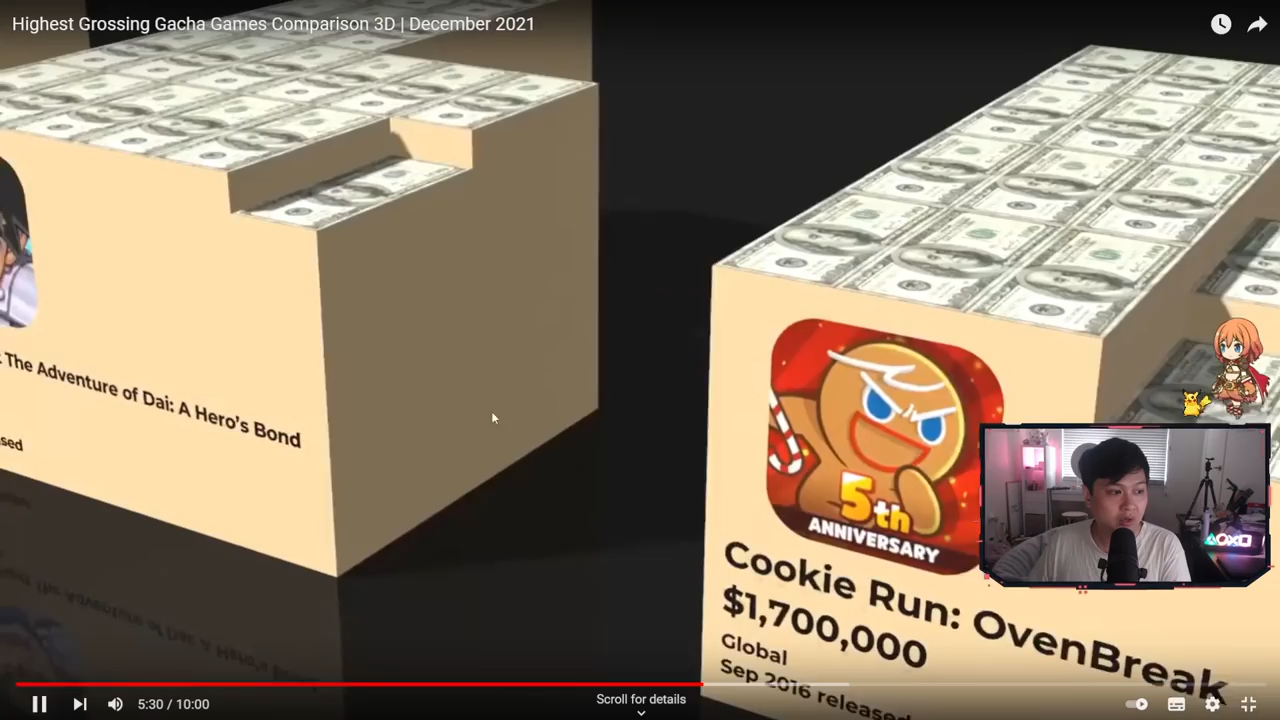 Highest Grossing Gacha Games Comparison 3D | December 2021
The Adventure of Dai: A Hero's Bond
sed
5th
ANNIVERSARY
Cookie Run: OvenBreak
$1,700,000
Global
Sep 2016 released
5:30 / 10:00
Scroll for details